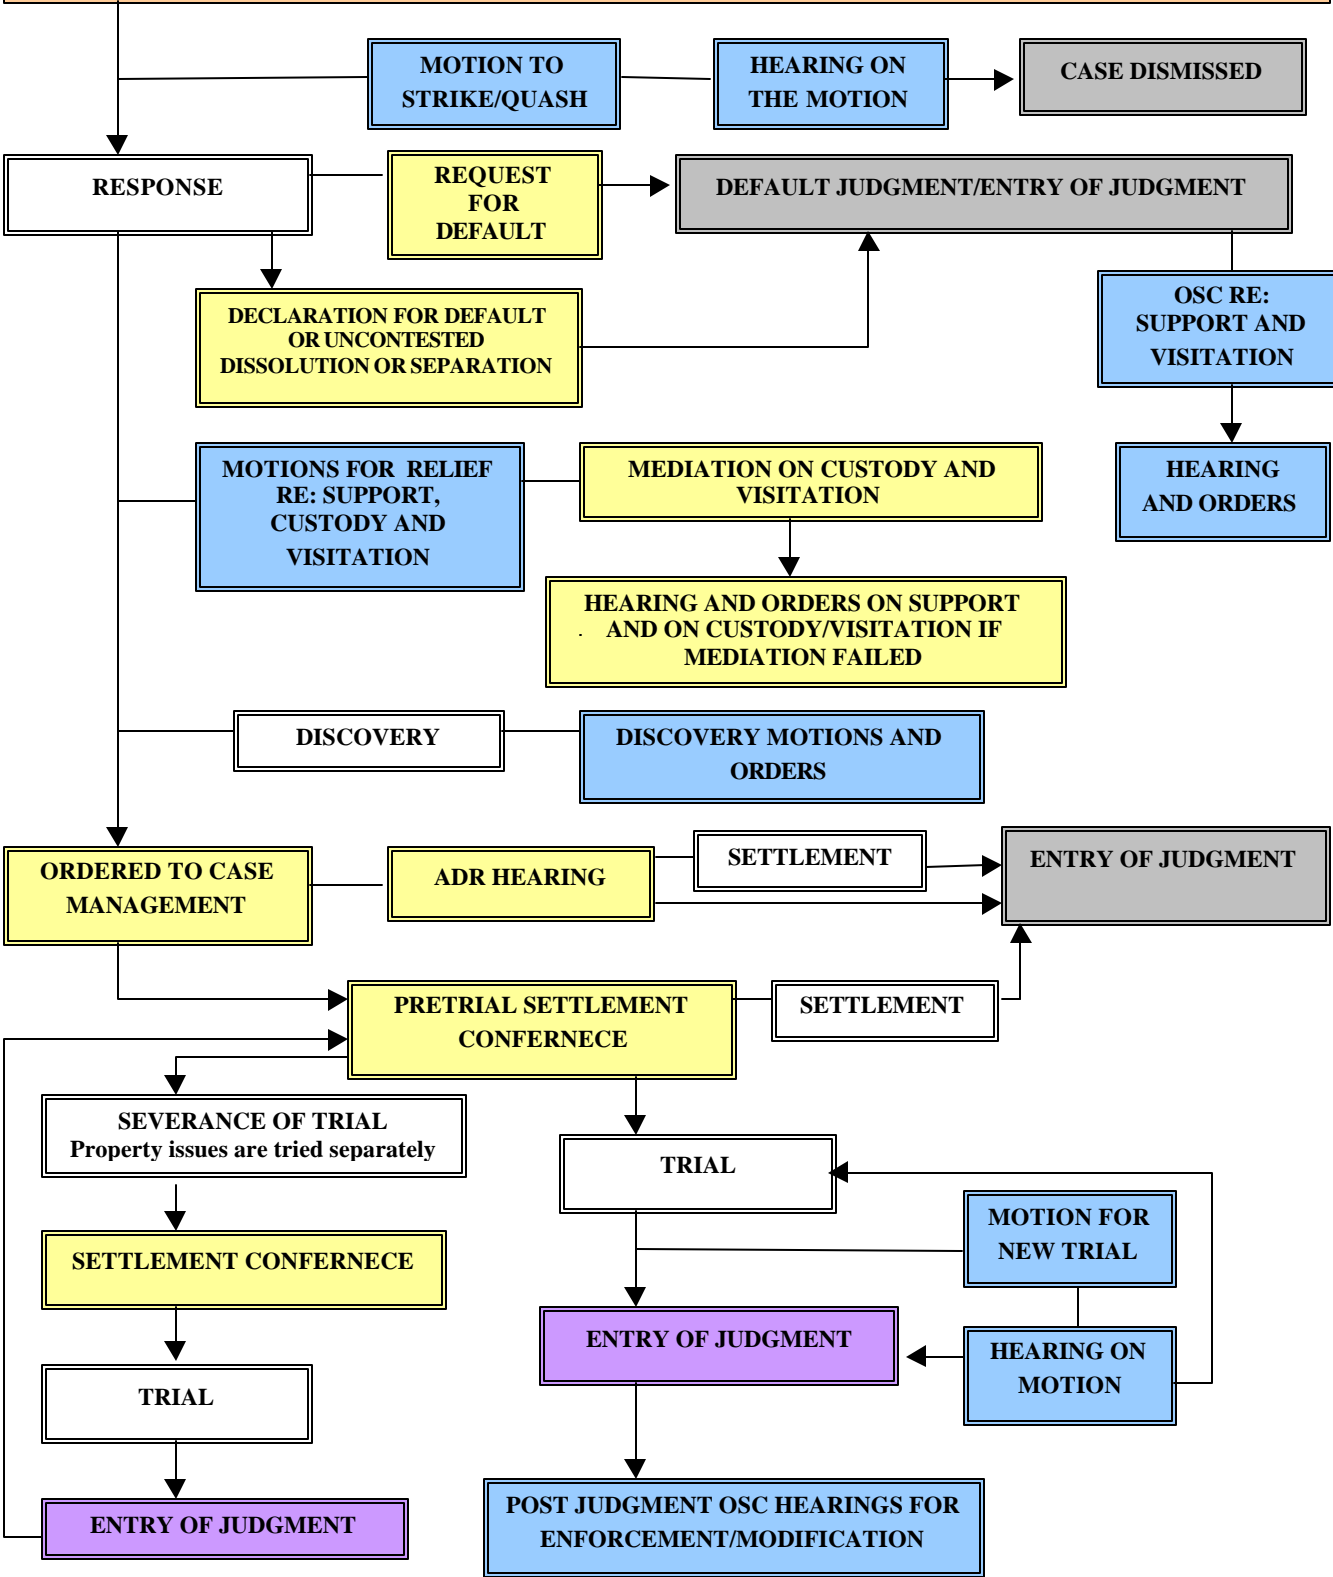 MOTION TO
STRIKE/QUASH
HEARING ON
THE MOTION
CASE DISMISSED
RESPONSE
REQUEST
FOR
DEFAULT
DEFAULT JUDGMENT/ENTRY OF JUDGMENT
DECLARATION FOR DEFAULT
OR UNCONTESTED
DISSOLUTION OR SEPARATION
OSC RE:
SUPPORT AND
VISITATION
MOTIONS FOR RELIEF
RE: SUPPORT,
CUSTODY AND
VISITATION
MEDIATION ON CUSTODY AND
VISITATION
HEARING
AND ORDERS
HEARING AND ORDERS ON SUPPORT
. AND ON CUSTODY/VISITATION IF
MEDIATION FAILED
DISCOVERY
DISCOVERY MOTIONS AND
ORDERS
ORDERED TO CASE
MANAGEMENT
ADR HEARING
SETTLEMENT
ENTRY OF JUDGMENT
PRETRIAL SETTLEMENT
CONFERNECE
SETTLEMENT
SEVERANCE OF TRIAL
Property issues are tried separately
TRIAL
MOTION FOR
NEW TRIAL
SETTLEMENT CONFERNECE
ENTRY OF JUDGMENT
HEARING ON
MOTION
TRIAL
POST JUDGMENT OSC HEARINGS FOR
ENFORCEMENT/MODIFICATION
ENTRY OF JUDGMENT